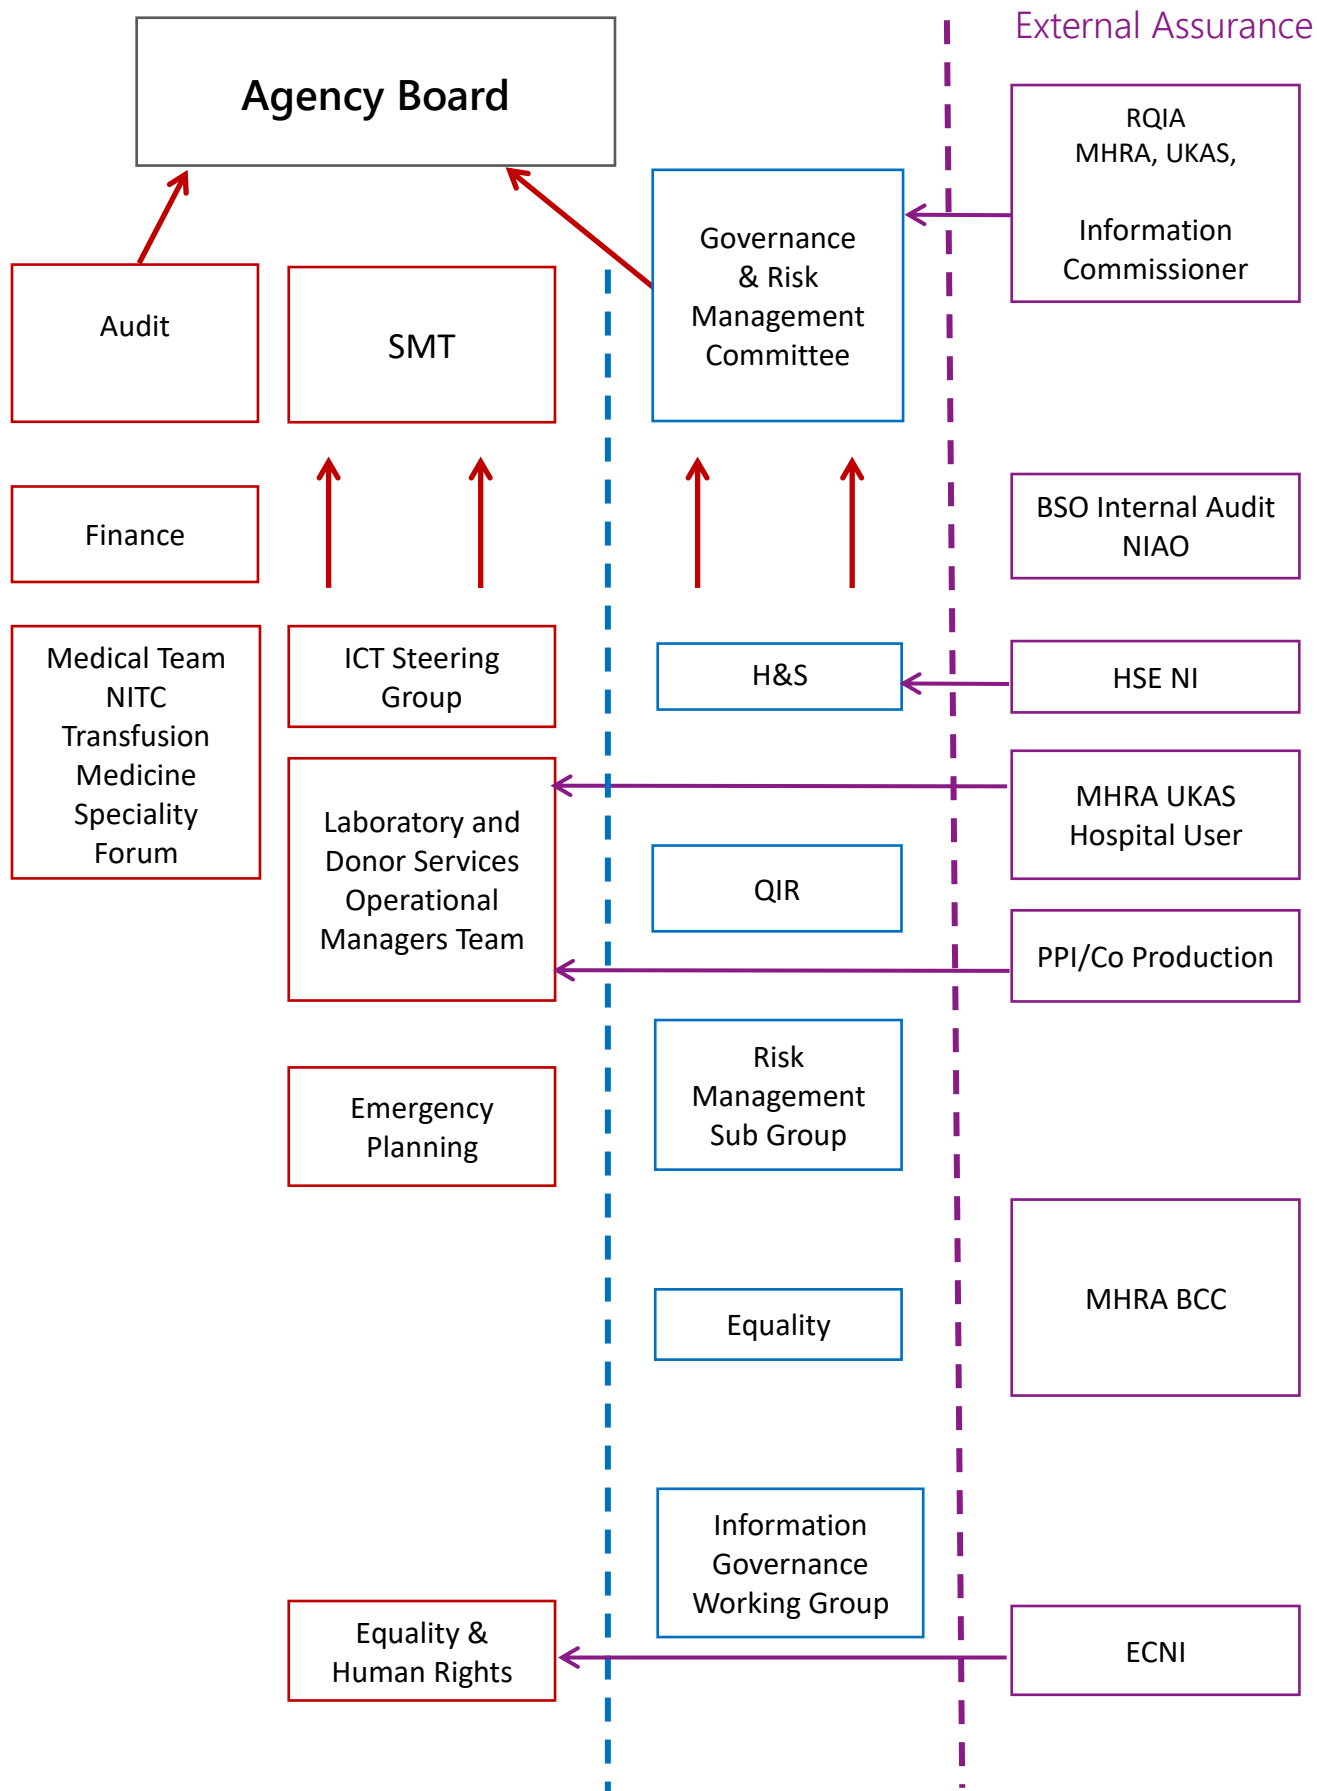 External Assurance
Agency Board
RQIA
MHRA, UKAS,
Information
Commissioner
Governance
& Risk
Management
Committee
Audit
SMT
Finance
BSO Internal Audit
NIAO
Medical Team
NITC
Transfusion
Medicine
Speciality
Forum
ICT Steering
Group
H&S
HSE NI
Laboratory and
Donor Services
Operational
Managers Team
MHRA UKAS
Hospital User
QIR
PPI/Co Production
Risk
Management
Sub Group
Emergency
Planning
MHRA BCC
Equality
Information
Governance
Working Group
Equality &
Human Rights
ECNI